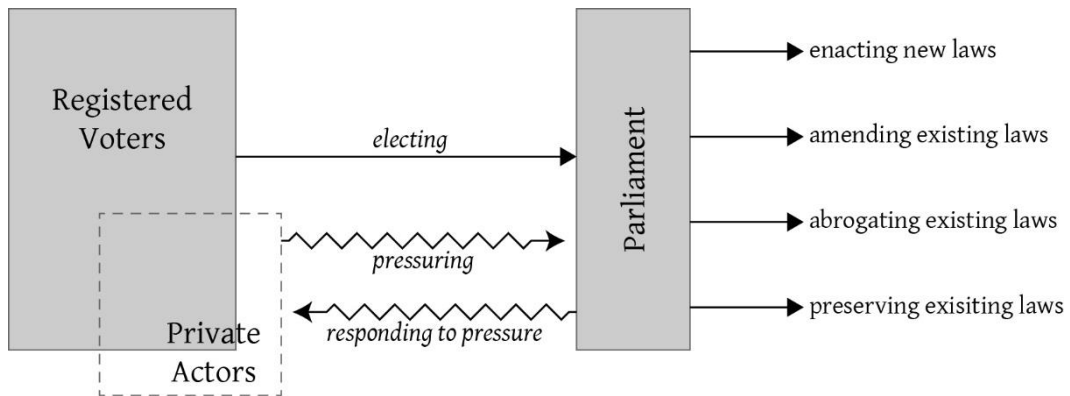 Registered
Voters
electing
pressuring
responding to pressure
Private
Actors
Parliament
enacting new laws
amending existing laws
abrogating existing laws
preserving exisiting laws